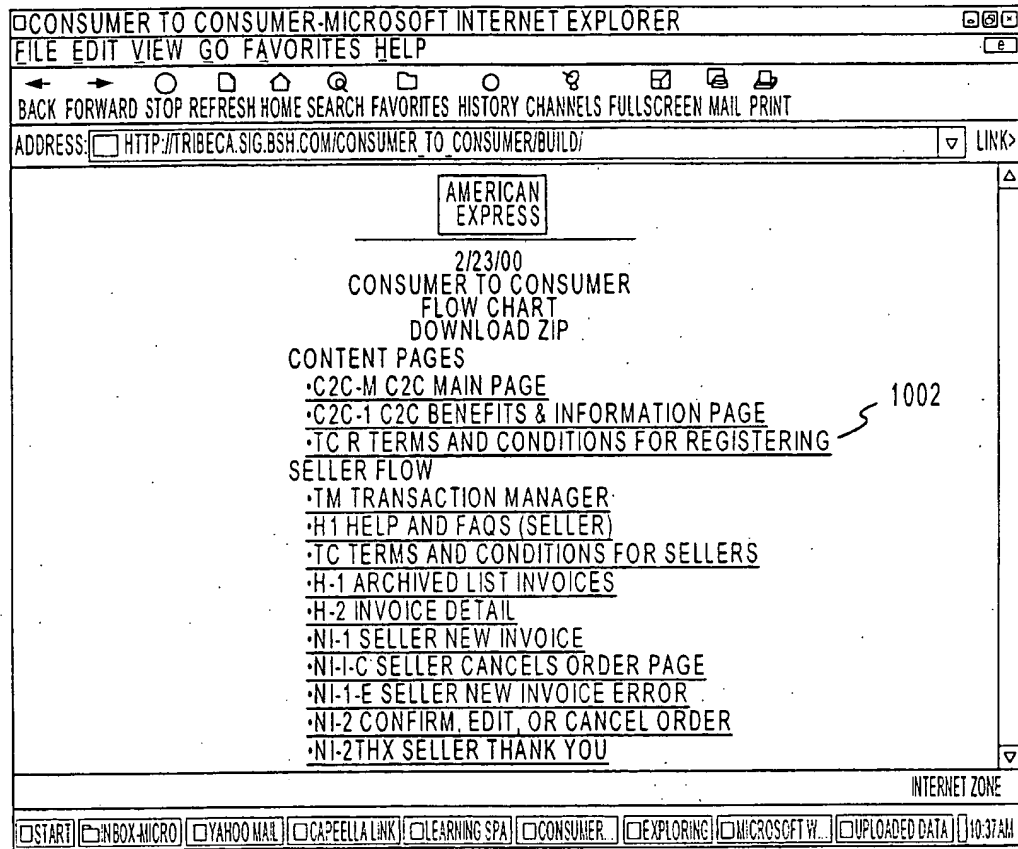 CONSUMER TO CONSUMER-MICROSOFT INTERNET EXPLORER
FILE EDIT VIEW GO FAVORITES HELP
e
BACK FORWARD STOP REFRESH HOME SEARCH FAVORITES HISTORY CHANNELS FULLSCREEN MAIL PRINT
ADDRESS: HTTP://TRIBECA.SIG.BSH.COM/CONSUMER_TO_CONSUMER/BUILD/ LINK>
AMERICAN
EXPRESS
2/23/00
CONSUMER TO CONSUMER
FLOW CHART
DOWNLOAD ZIP
CONTENT PAGES
•C2C-M C2C MAIN PAGE
•C2C-1 C2C BENEFITS & INFORMATION PAGE
1002
•TC R TERMS AND CONDITIONS FOR REGISTERING
SELLER FLOW
•TM TRANSACTION MANAGER
•H1 HELP AND FAQS (SELLER)
•TC TERMS AND CONDITIONS FOR SELLERS
•H-1 ARCHIVED LIST INVOICES
•H-2 INVOICE DETAIL
•NI-1 SELLER NEW INVOICE
•NI-I-C SELLER CANCELS ORDER PAGE
•NI-1-E SELLER NEW INVOICE ERROR
•NI-2 CONFIRM, EDIT, OR CANCEL ORDER
•NI-2THX SELLER THANK YOU
INTERNET ZONE
START INBOX-MICRO YAHOO MAIL CAPEELLA LINK LEARNING SPA CONSUMER... EXPLORING MICROSOFT W... UPLOADED DATA 10:37AM